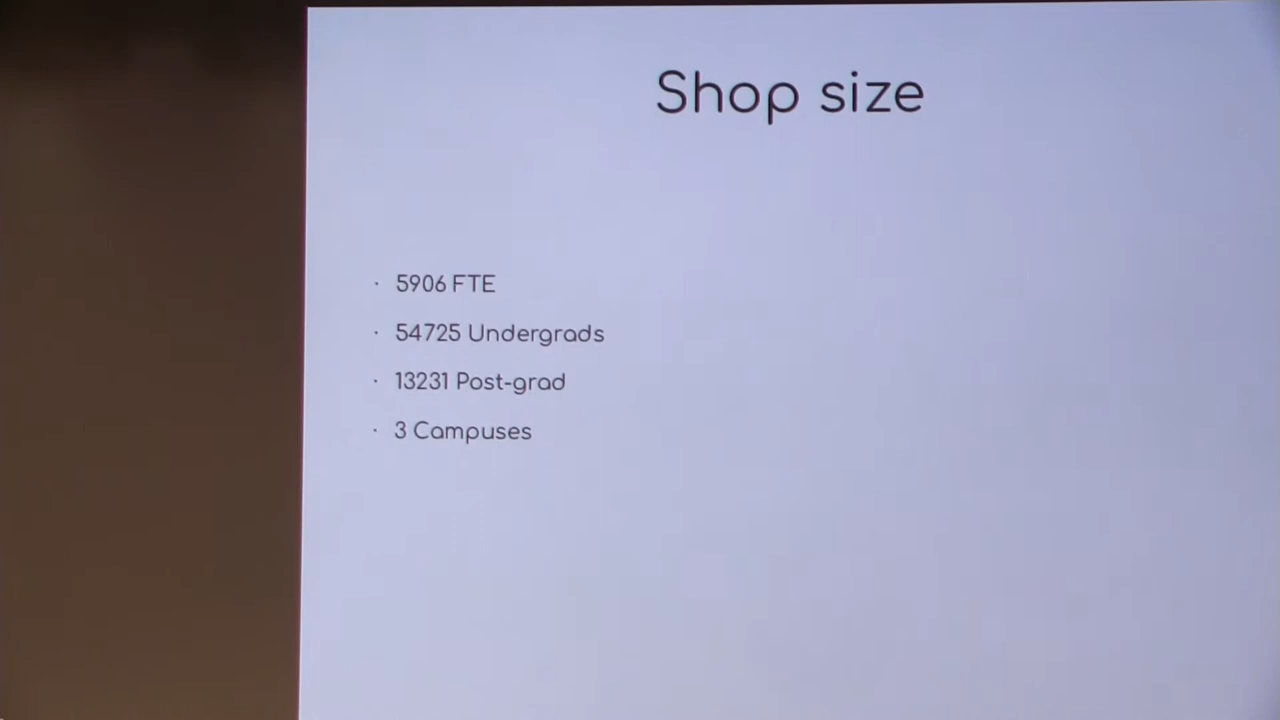 Shop size
· 5906 FTE
· 54725 Undergrads
· 13231 Post-grad
· 3 Campuses